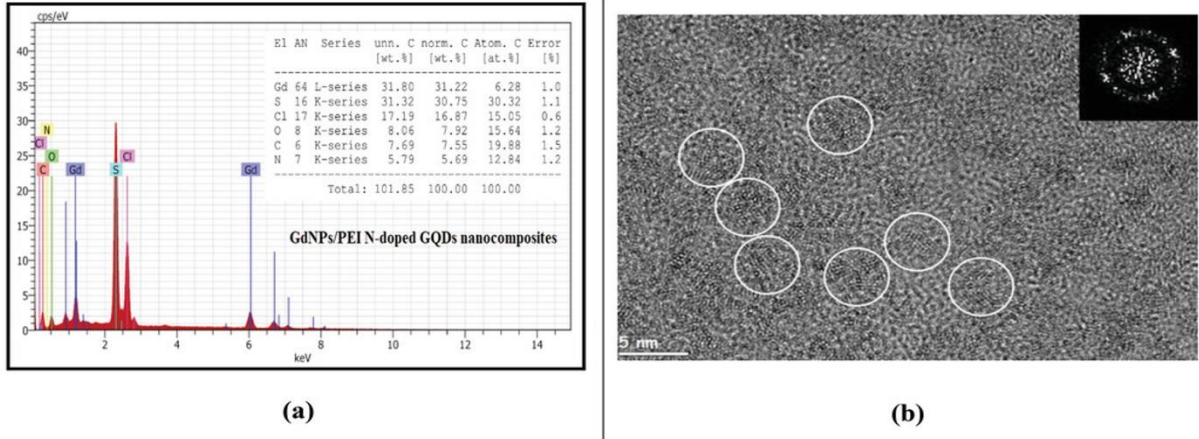 cps/eV
El AN Series unn. C norm. C Atom. C Error
[wt.%] [wt.%] [at.%] [%]
Gd 64 L-series 31.80 31.22 6.28 1.0
S 16 K-series 31.32 30.75 30.32 1.1
Cl 17 K-series 17.19 16.87 15.05 0.6
O 8 K-series 8.06 7.92 15.64 1.2
C 6 K-series 7.69 7.55 19.88 1.5
N 7 K-series 5.79 5.69 12.84 1.2
Total: 101.85 100.00 100.00
40
35
30
25
20
15
10
5
0
N
Cl
O
Cl
C
Gd
S
Gd
GdNPs/PEI N-doped GQDs nanocomposites
2 4 6 8 10 12 14
keV
5 nm
(a)
(b)